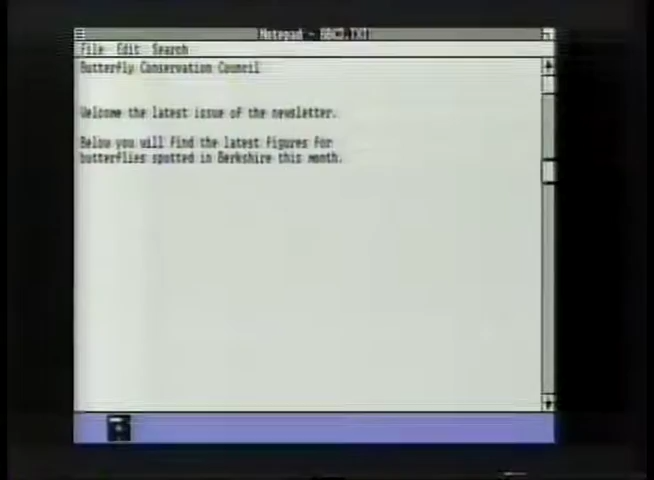 Notepad - BBC2.TXT
File Edit Search
Butterfly Conservation Council
Welcome the latest issue of the newsletter.
Below you will find the latest figures for
butterflies spotted in Berkshire this month.